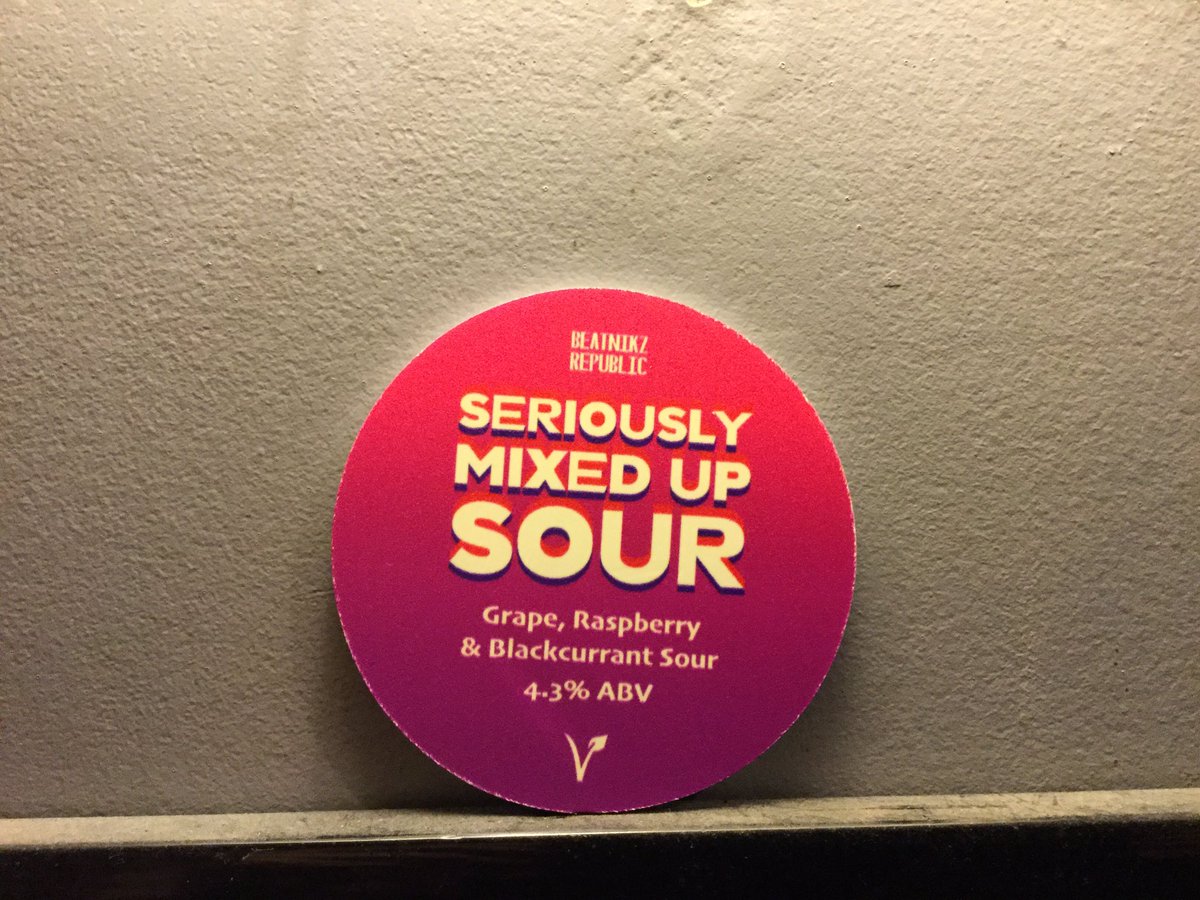 BEATNIKZ
REPUBLIC
SERIOUSLY
MIXED UP
SOUR
Grape, Raspberry
& Blackcurrant Sour
4.3% ABV